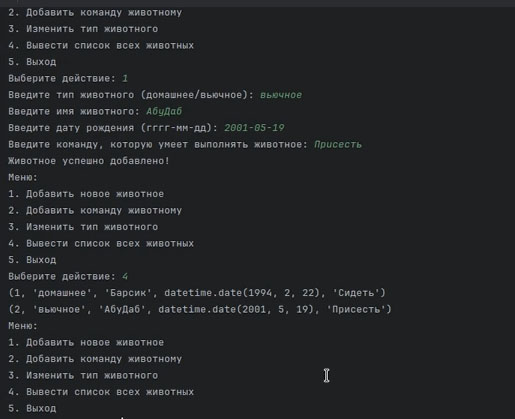 2. Добавить команду животному
3. Изменить тип животного
4. Вывести список всех животных
5. Выход
Выберите действие: 1
Введите тип животного (домашнее/вьючное): вьючное
Введите имя животного: АбуДаб
Введите дату рождения (гггг-мм-дд): 2001-05-19
Введите команду, которую умеет выполнять животное: Присесть
Животное успешно добавлено!
Меню:
1. Добавить новое животное
2. Добавить команду животному
3. Изменить тип животного
4. Вывести список всех животных
5. Выход
Выберите действие: 4
(1, 'домашнее', 'Барсик', datetime.date(1994, 2, 22), 'Сидеть')
(2, 'вьючное', 'АбуДаб', datetime.date(2001, 5, 19), 'Присесть')
Меню:
1. Добавить новое животное
2. Добавить команду животному
3. Изменить тип животного
4. Вывести список всех животных
5. Выход